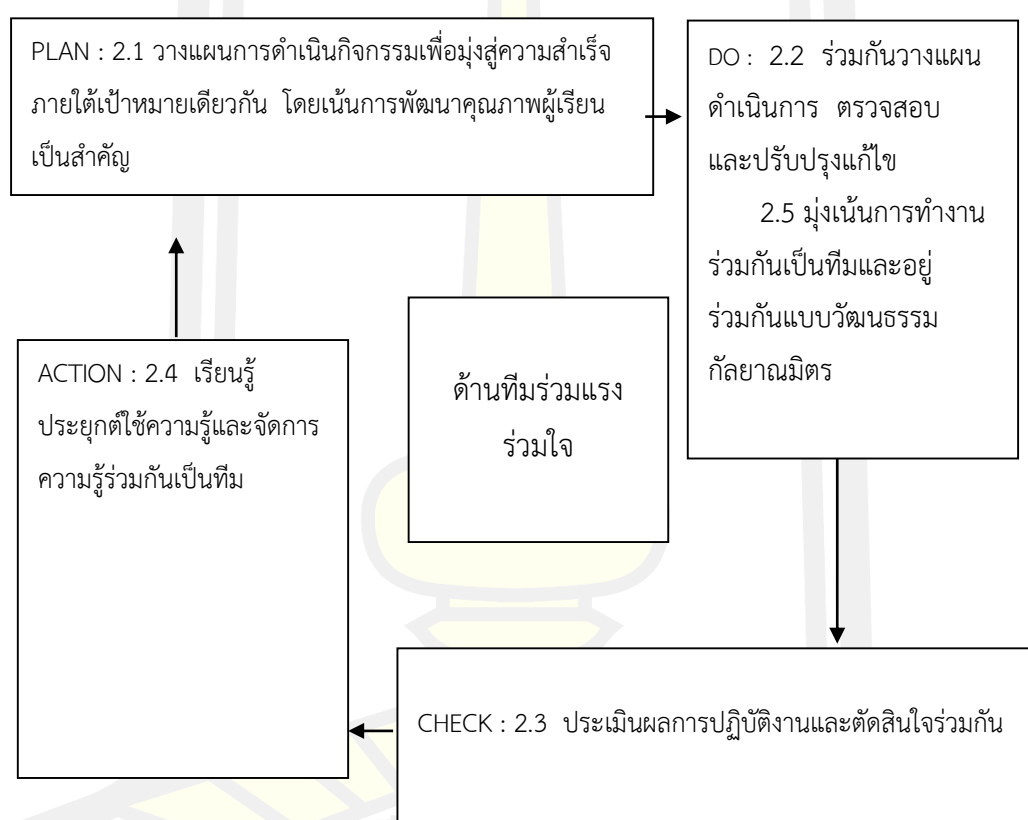 PLAN : 2.1 วางแผนการดำเนินกิจกรรมเพื่อมุ่งสู่ความสำเร็จ
ภายใต้เป้าหมายเดียวกัน โดยเน้นการพัฒนาคุณภาพผู้เรียน
เป็นสำคัญ
DO : 2.2 ร่วมกันวางแผน
ดำเนินการ ตรวจสอบ
และปรับปรุงแก้ไข
2.5 มุ่งเน้นการทำงาน
ร่วมกันเป็นทีมและอยู่
ร่วมกันแบบวัฒนธรรม
กัลยาณมิตร
ด้านทีมร่วมแรง
ร่วมใจ
ACTION : 2.4 เรียนรู้
ประยุกต์ใช้ความรู้และจัดการ
ความรู้ร่วมกันเป็นทีม
CHECK : 2.3 ประเมินผลการปฏิบัติงานและตัดสินใจร่วมกัน